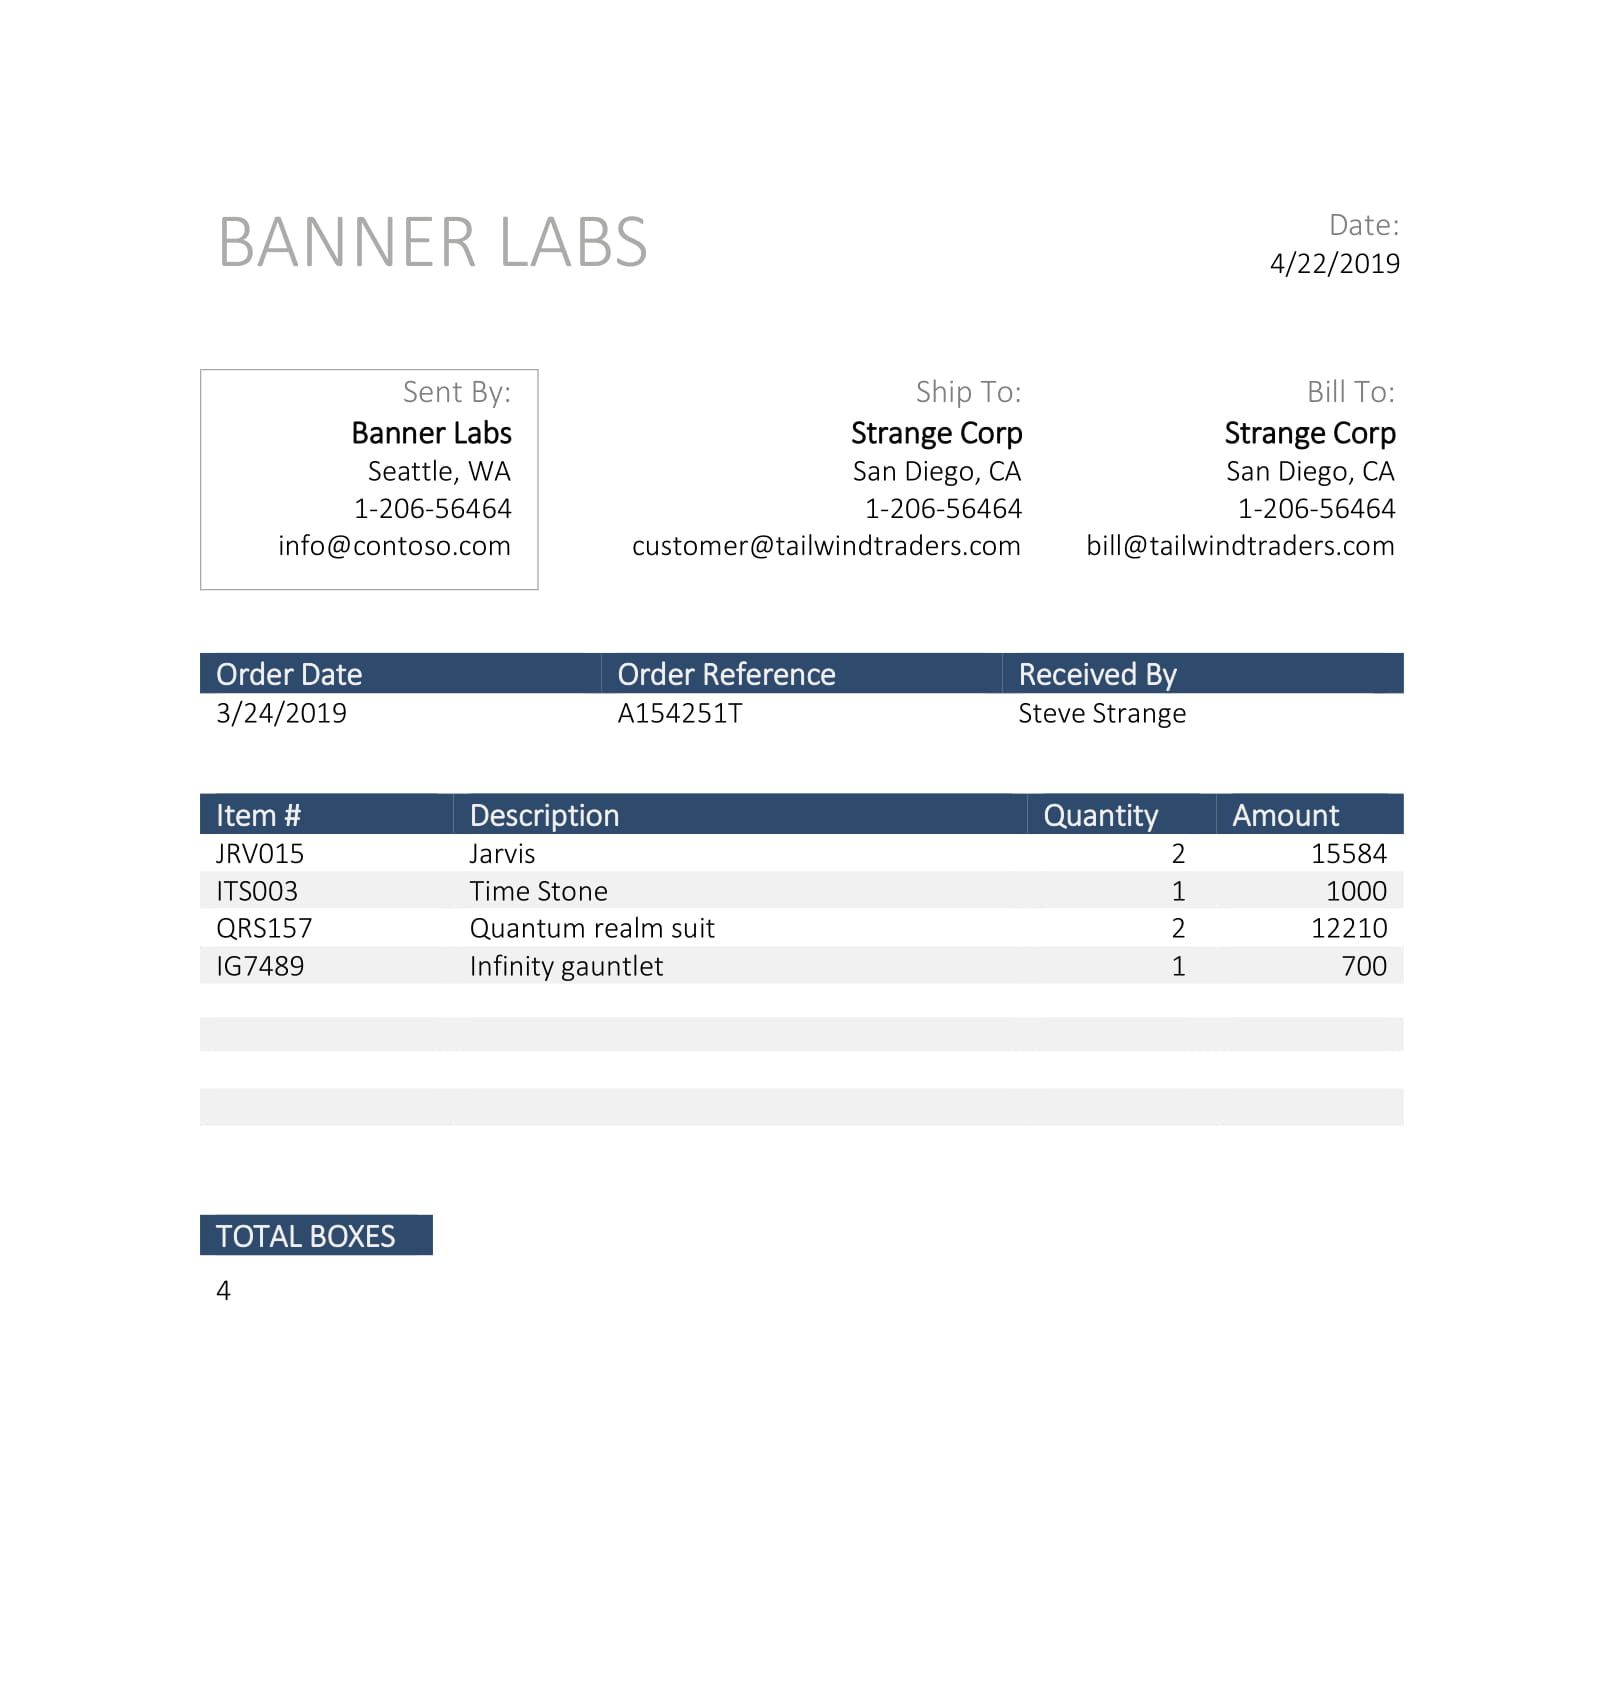 BANNER LABS
Date:
4/22/2019
Sent By:
Banner Labs
Seattle, WA
1-206-56464
info@contoso.com
Ship To:
Strange Corp
San Diego, CA
1-206-56464
customer@tailwindtraders.com
Bill To:
Strange Corp
San Diego, CA
1-206-56464
bill@tailwindtraders.com
Order Date Order Reference Received By
3/24/2019 A154251T Steve Strange
Item # Description Quantity Amount
JRV015 Jarvis 2 15584
ITS003 Time Stone 1 1000
QRS157 Quantum realm suit 2 12210
IG7489 Infinity gauntlet 1 700
TOTAL BOXES
4